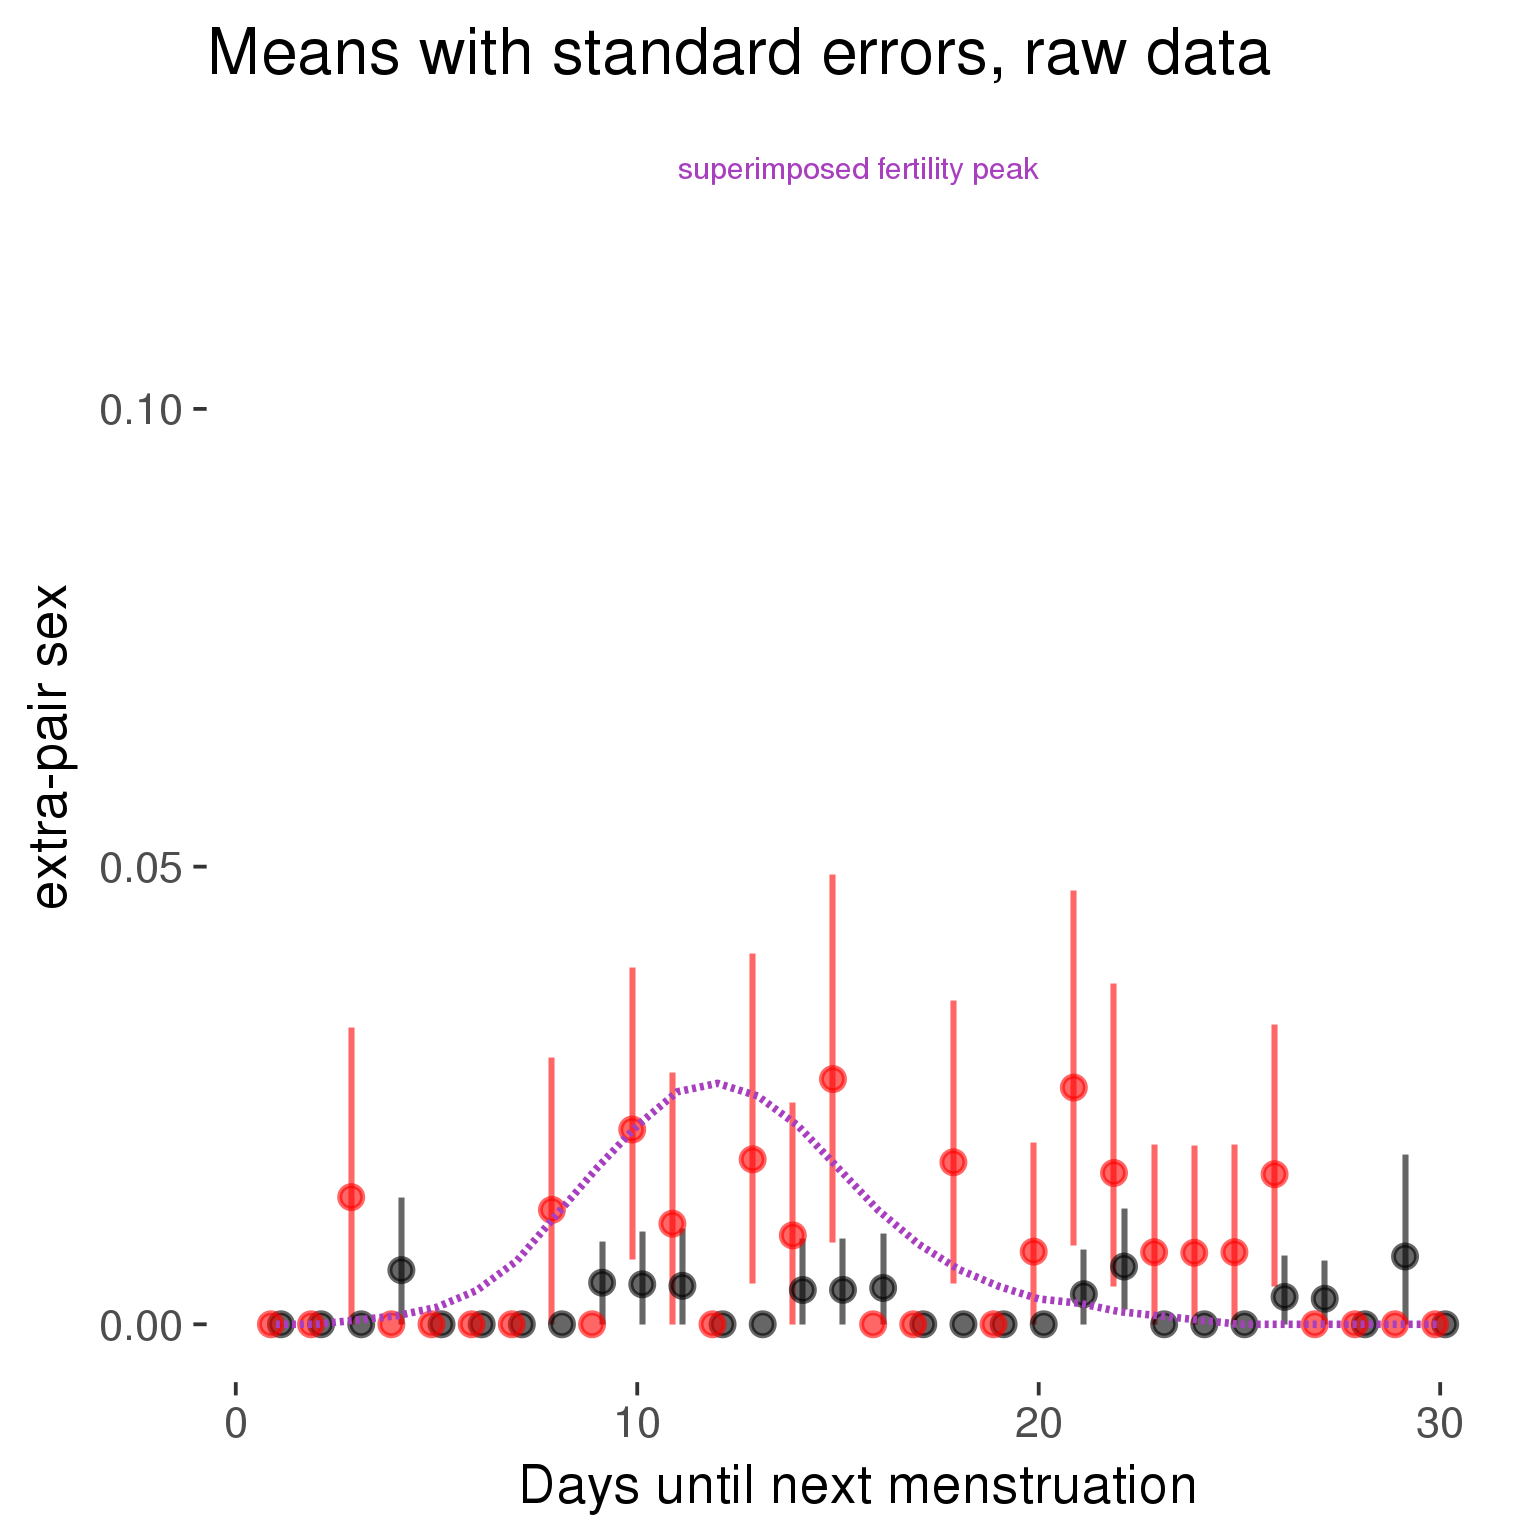 Means with standard errors, raw data
superimposed fertility peak
extra-pair sex
0.10
0.05
0.00
0
10
20
30
Days until next menstruation